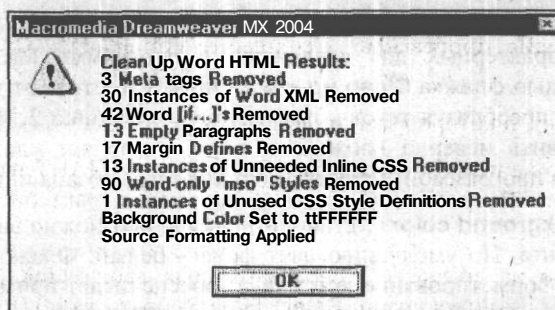 Macromedia Dreamweaver MX 2004
Clean Up Word HTML Results:
3 Meta tags Removed
30 Instances of Word XML Removed
42 Word [if...]'s Removed
13 Empty Paragraphs Removed
17 Margin Defines Removed
13 Instances of Unneeded Inline CSS Removed
90 Word-only "mso" Styles Removed
1 Instances of Unused CSS Style Definitions Removed
Background Color Set to ttFFFFFF
Source Formatting Applied
OK